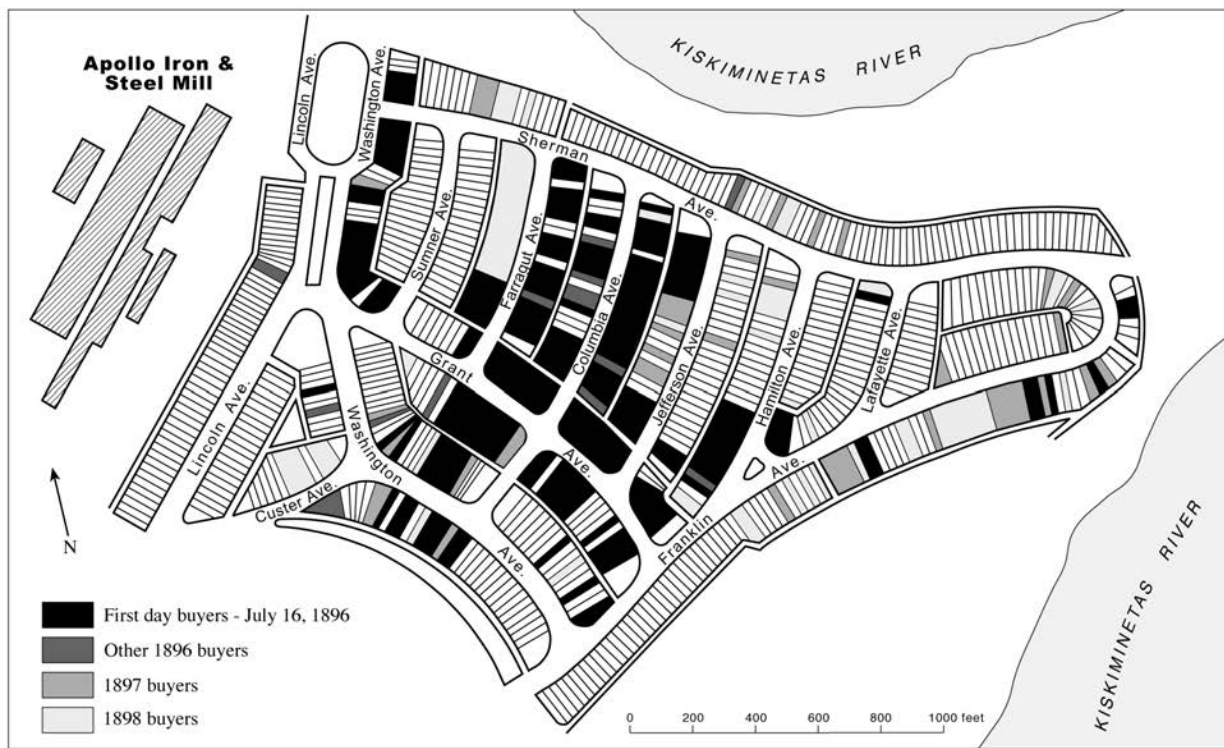 KISKIMINETAS RIVER
Apollo Iron &
Steel Mill
Lincoln Ave.
Washington Ave.
Sherman
Ave.
Sumner Ave.
Farragut Ave.
Columbia Ave.
Jefferson Ave.
Hamilton Ave.
Lafayette Ave.
Grant
Ave.
Lincoln Ave.
Washington
Ave.
Custer Ave.
Franklin
Ave.
N
KISKIMINETAS RIVER
First day buyers - July 16, 1896
Other 1896 buyers
1897 buyers
1898 buyers
0 200 400 600 800 1000 feet